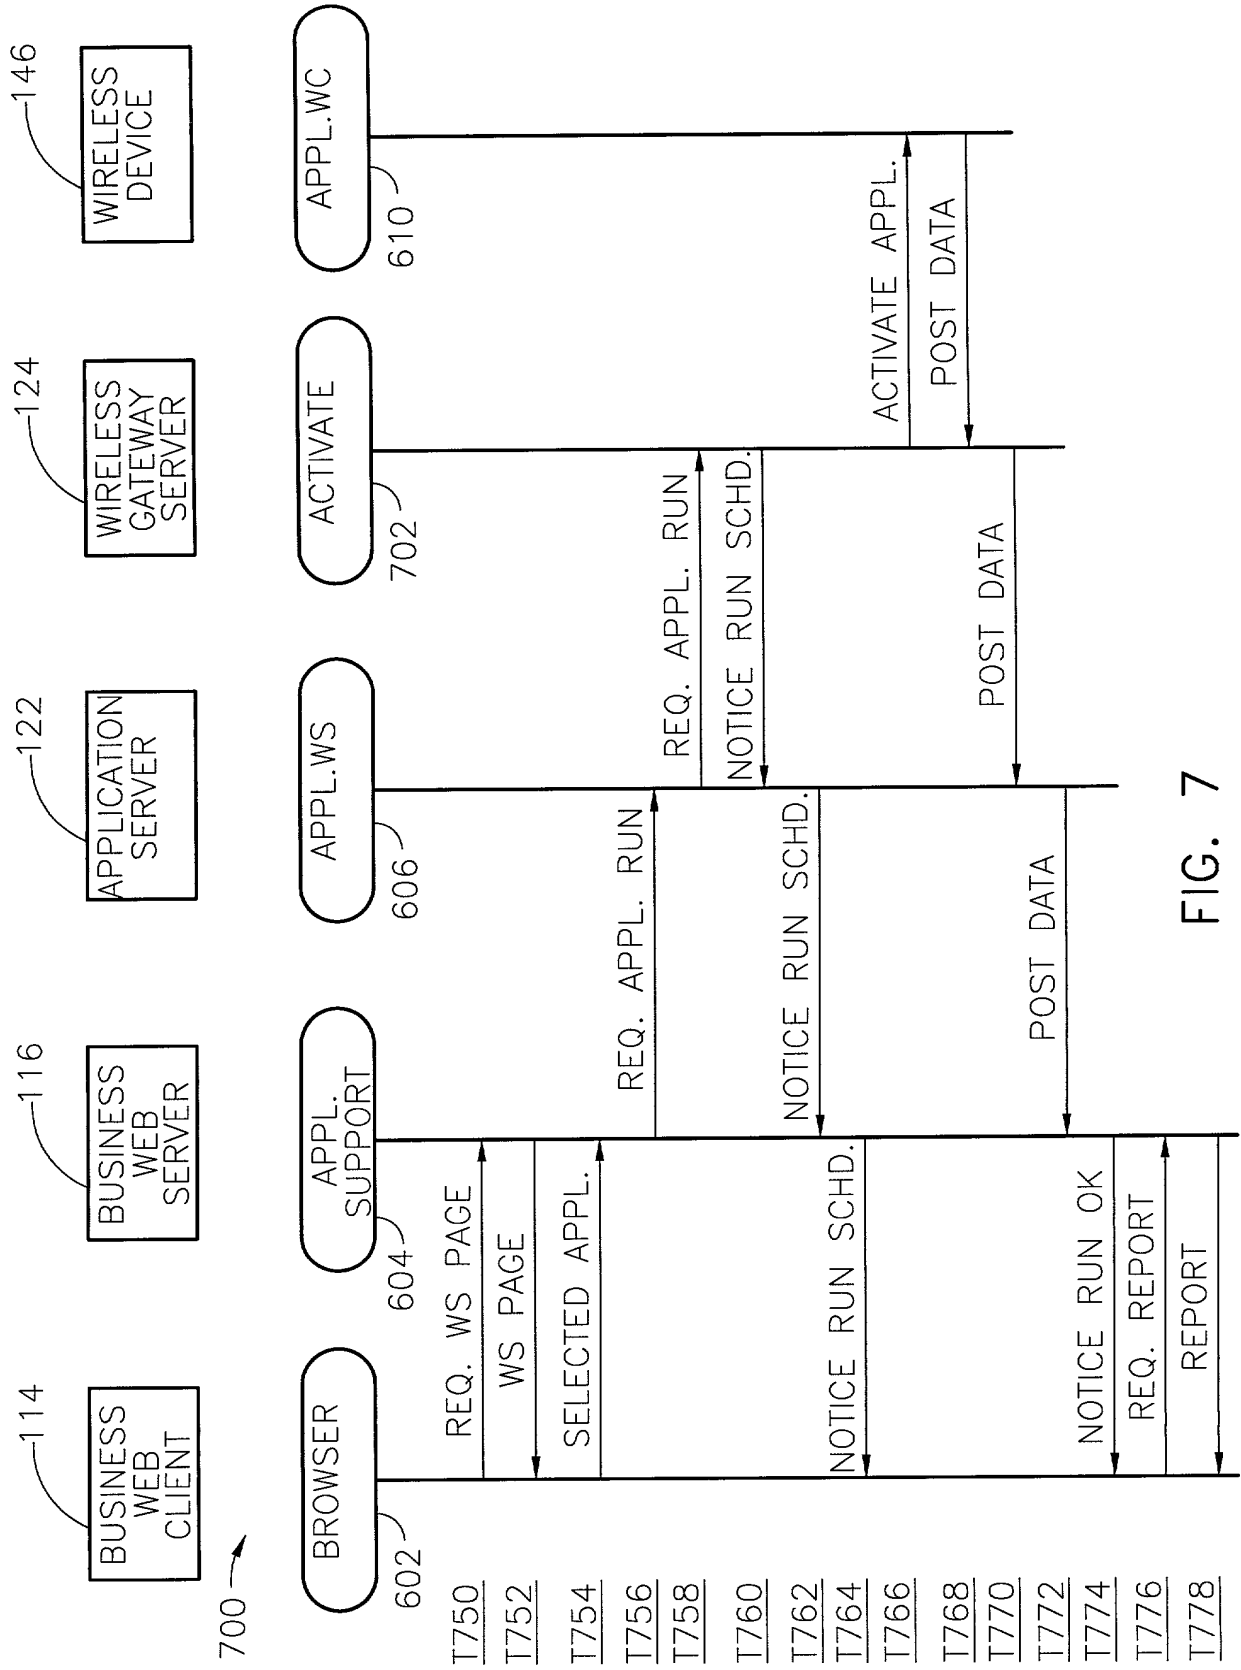 114
116
122
124
146
BUSINESS
WEB
CLIENT
BUSINESS
WEB
SERVER
APPLICATION
SERVER
WIRELESS
GATEWAY
SERVER
WIRELESS
DEVICE
700
BROWSER
APPL.
SUPPORT
APPL.WS
ACTIVATE
APPL.WC
602
604
606
702
610
T750
REQ. WS PAGE
T752
WS PAGE
T754
SELECTED APPL.
T756
REQ. APPL. RUN
T758
REQ. APPL. RUN
T760
NOTICE RUN SCHD.
T762
NOTICE RUN SCHD.
T764
NOTICE RUN SCHD.
T766
ACTIVATE APPL.
T768
POST DATA
T770
POST DATA
T772
POST DATA
T774
NOTICE RUN OK
T776
REQ. REPORT
T778
REPORT
FIG. 7